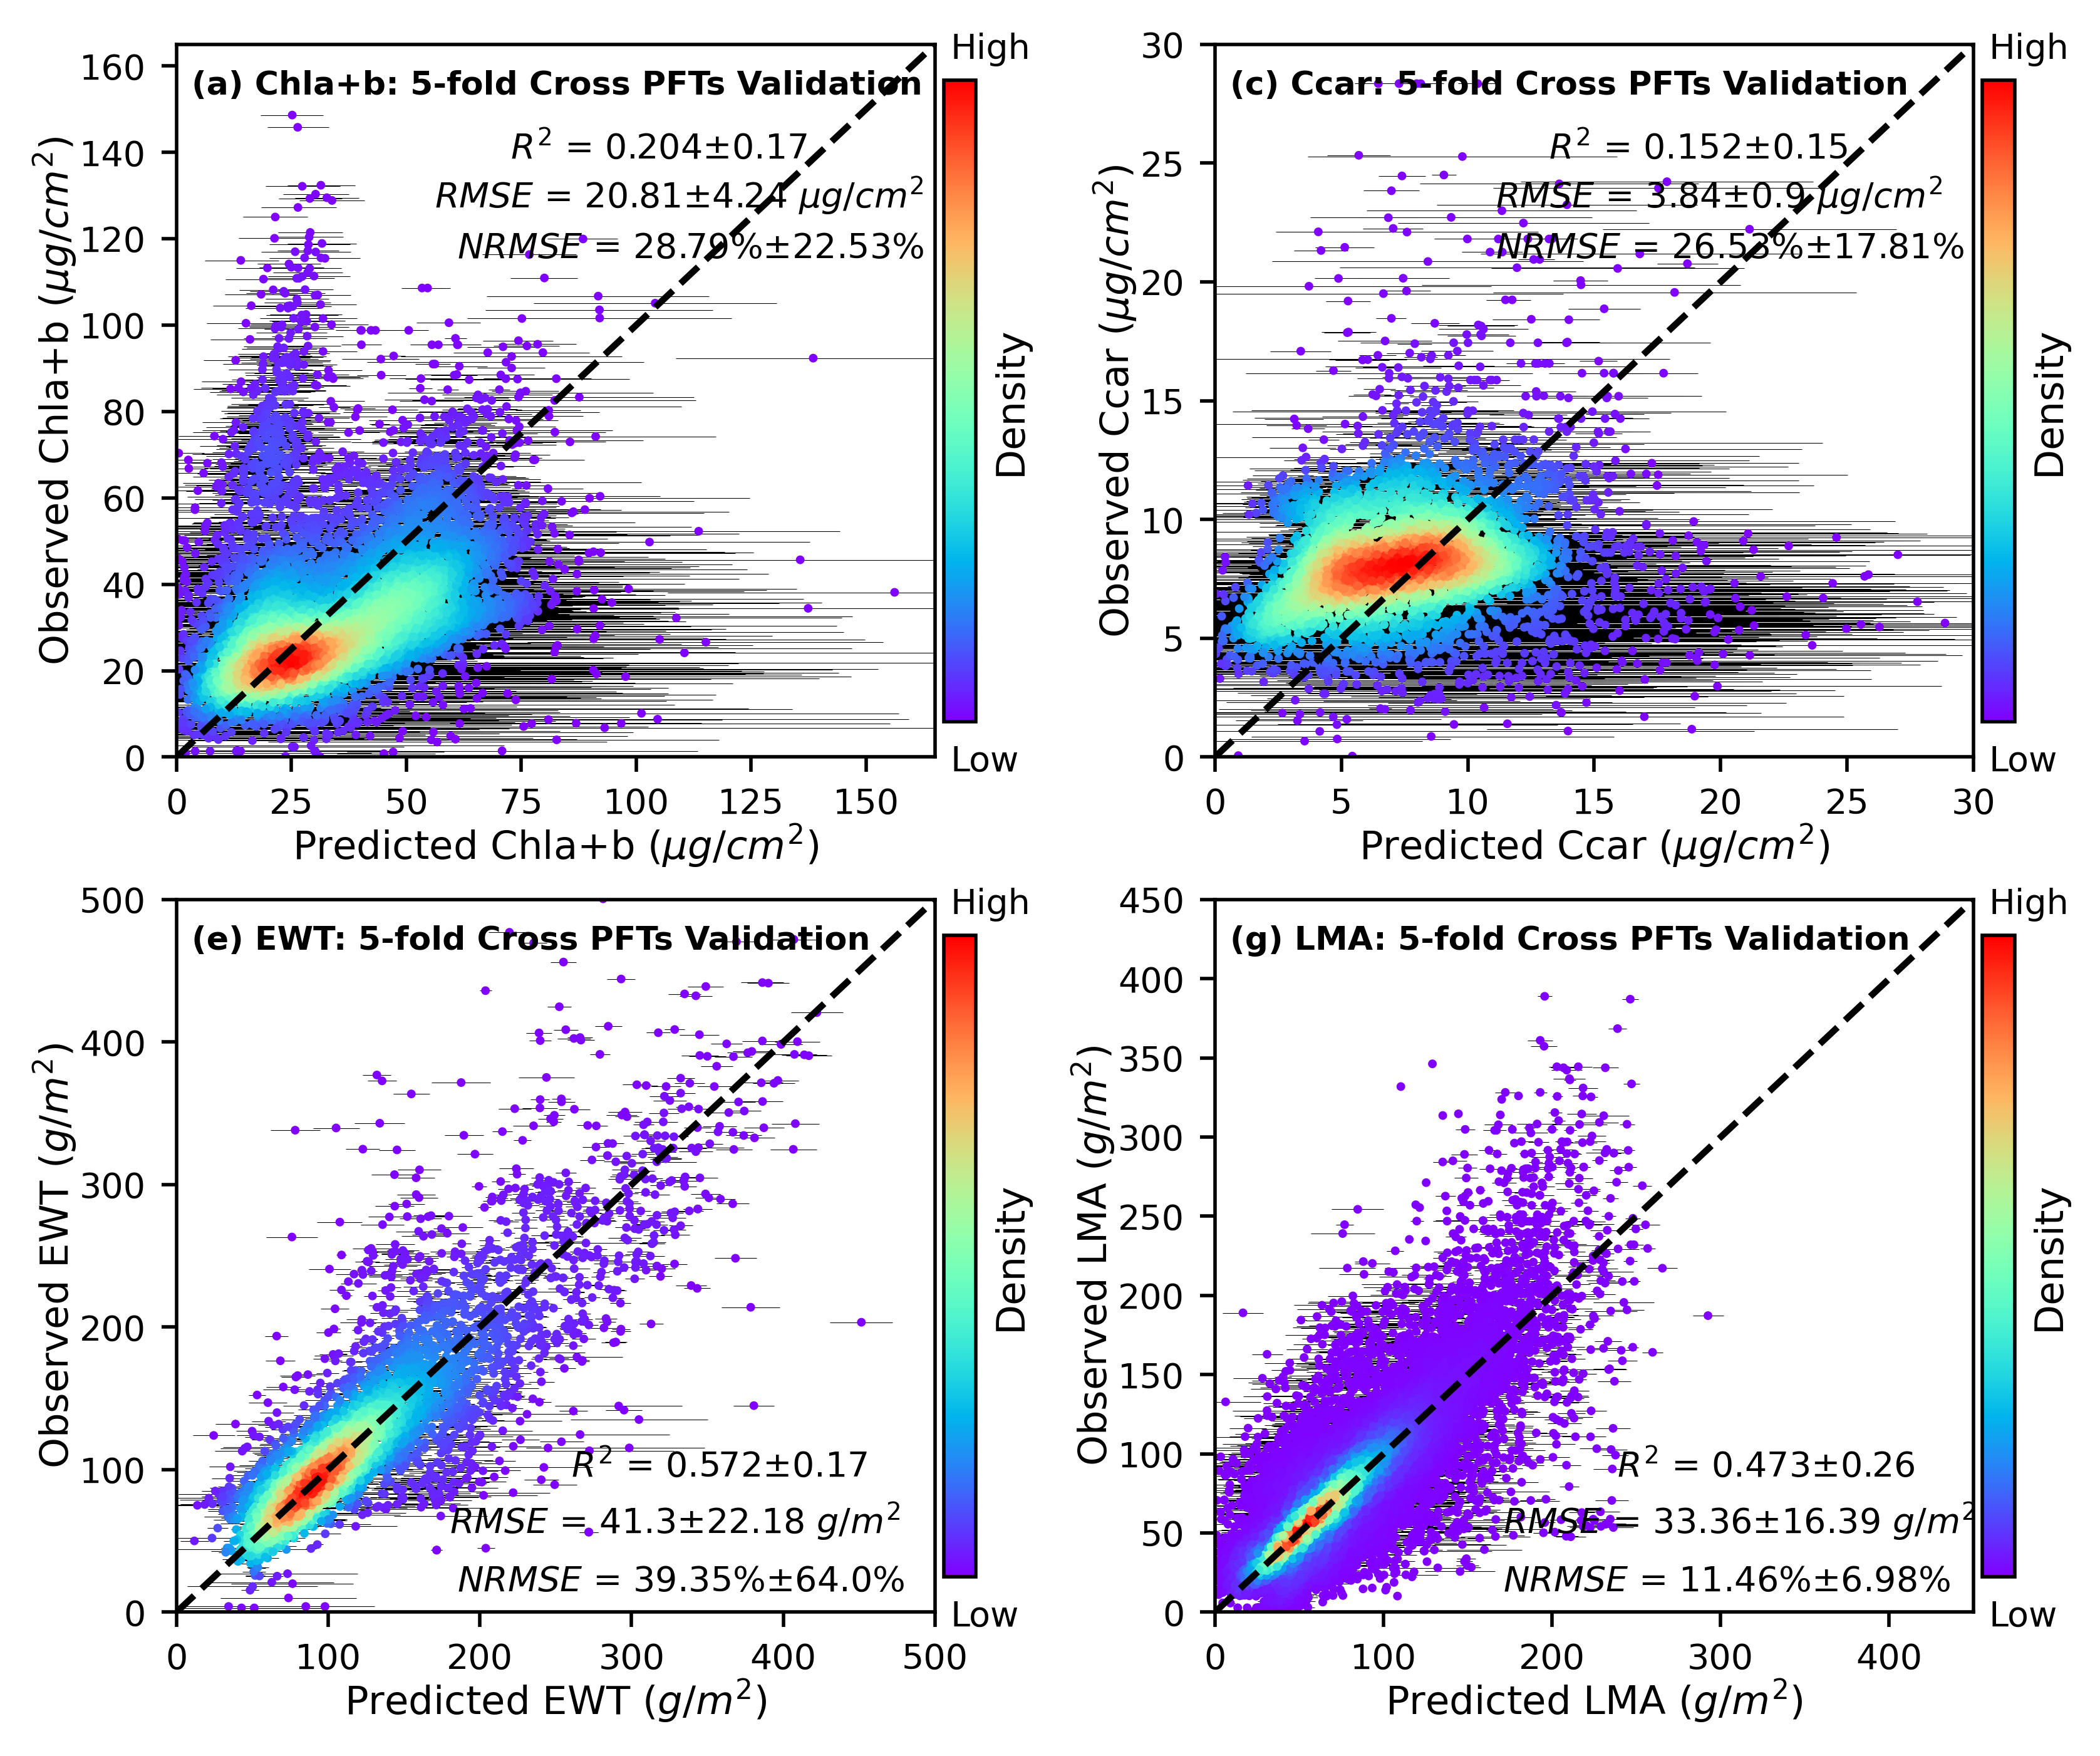 (a) Chla+b: 5-fold Cross PFTs Validation
R² = 0.204±0.17
RMSE = 20.81±4.24 μg/cm²
NRMSE = 28.79%±22.53%
Observed Chla+b (μg/cm²)
160
140
120
100
80
60
40
20
0
0 25 50 75 100 125 150
Predicted Chla+b (μg/cm²)
High
Density
Low
(c) Ccar: 5-fold Cross PFTs Validation
R² = 0.152±0.15
RMSE = 3.84±0.9 μg/cm²
NRMSE = 26.53%±17.81%
Observed Ccar (μg/cm²)
30
25
20
15
10
5
0
0 5 10 15 20 25 30
Predicted Ccar (μg/cm²)
High
Density
Low
(e) EWT: 5-fold Cross PFTs Validation
R² = 0.572±0.17
RMSE = 41.3±22.18 g/m²
NRMSE = 39.35%±64.0%
Observed EWT (g/m²)
500
400
300
200
100
0
0 100 200 300 400 500
Predicted EWT (g/m²)
High
Density
Low
(g) LMA: 5-fold Cross PFTs Validation
R² = 0.473±0.26
RMSE = 33.36±16.39 g/m²
NRMSE = 11.46%±6.98%
Observed LMA (g/m²)
450
400
350
300
250
200
150
100
50
0
0 100 200 300 400
Predicted LMA (g/m²)
High
Density
Low